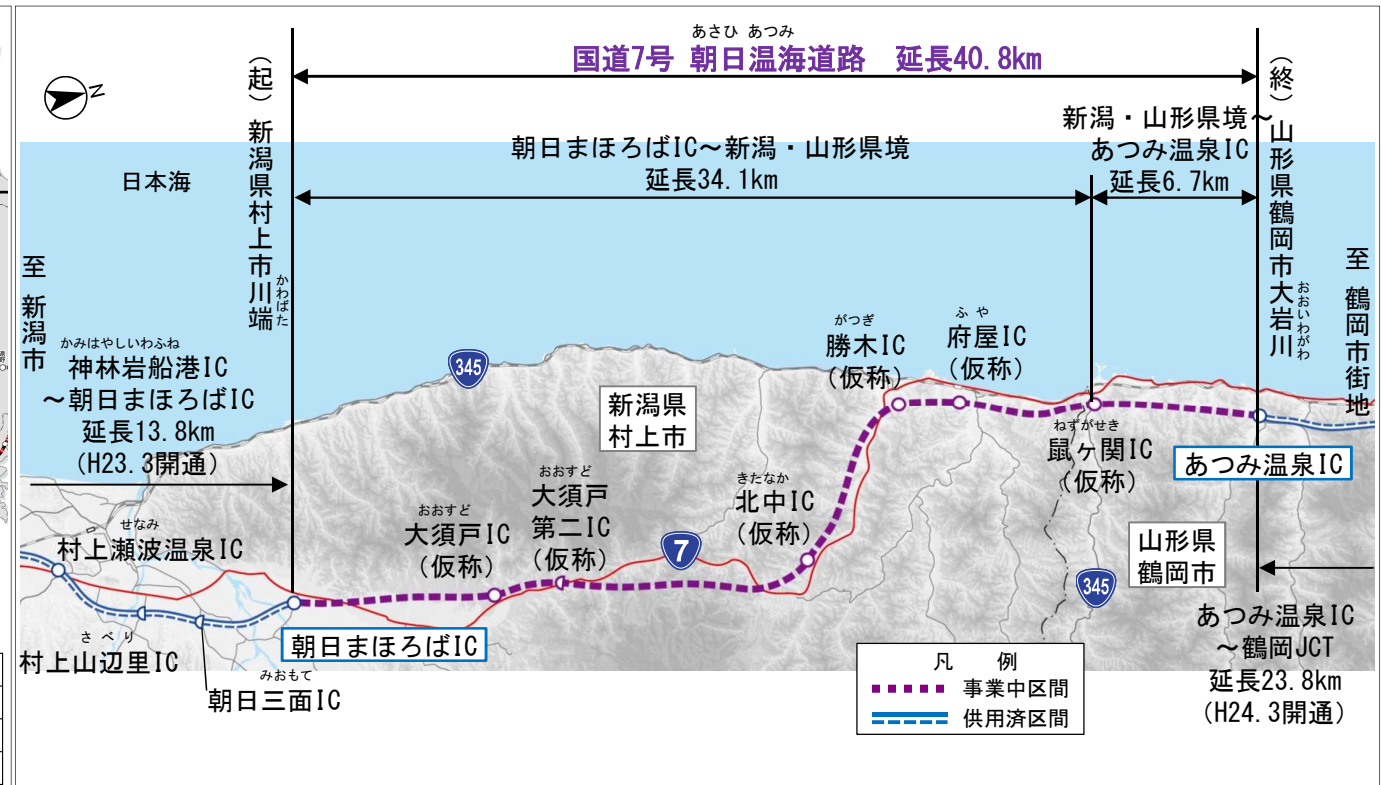 あさひ あつみ
国道7号 朝日温海道路 延長40.8km
N
(起)新潟県村上市川端
かわばた
(終)山形県鶴岡市大岩川
おおいわがわ
新潟・山形県境~
あつみ温泉IC
延長6.7km
朝日まほろばIC~新潟・山形県境
延長34.1km
日本海
至 新潟市
至 鶴岡市街地
かみはやしいわふね
神林岩船港IC
~朝日まほろばIC
延長13.8km
(H23.3開通)
345
新潟県
村上市
がつぎ
勝木IC
(仮称)
ふや
府屋IC
(仮称)
ねずがせき
鼠ヶ関IC
(仮称)
あつみ温泉IC
せなみ
村上瀬波温泉IC
おおすど
大須戸IC
(仮称)
おおすど
大須戸
第二IC
(仮称)
きたなか
北中IC
(仮称)
7
山形県
鶴岡市
345
さべり
村上山辺里IC
朝日まほろばIC
みおもて
朝日三面IC
凡 例
事業中区間
供用済区間
あつみ温泉IC
~鶴岡JCT
延長23.8km
(H24.3開通)